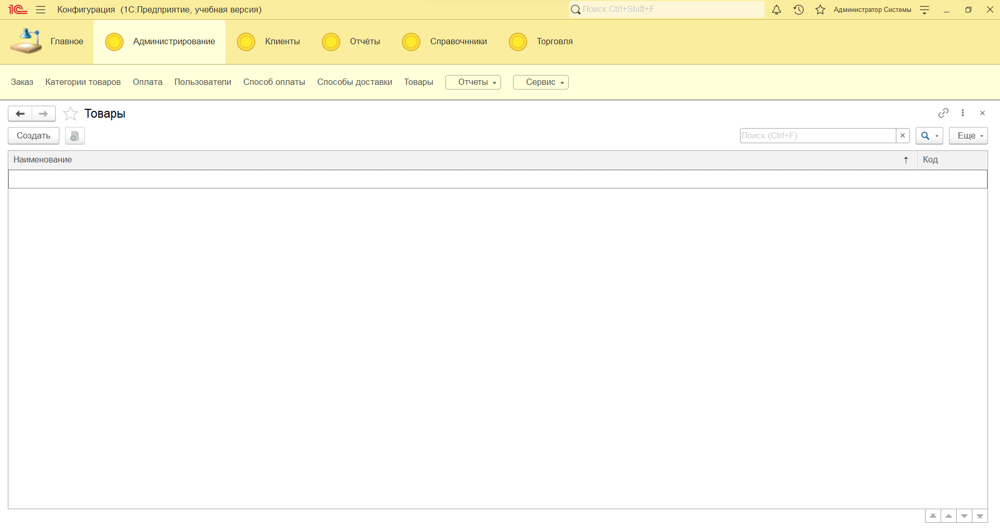 1С Конфигурация (1С:Предприятие, учебная версия) Поиск Ctrl+Shift+F Администратор Системы
Главное Администрирование Клиенты Отчёты Справочнники Торговля
Заказ Категории товаров Оплата Пользователи Способ оплаты Способы доставки Товары Отчеты Сервис
Товары
Создать Поиск (Ctrl+F) Еще
Наименование Код